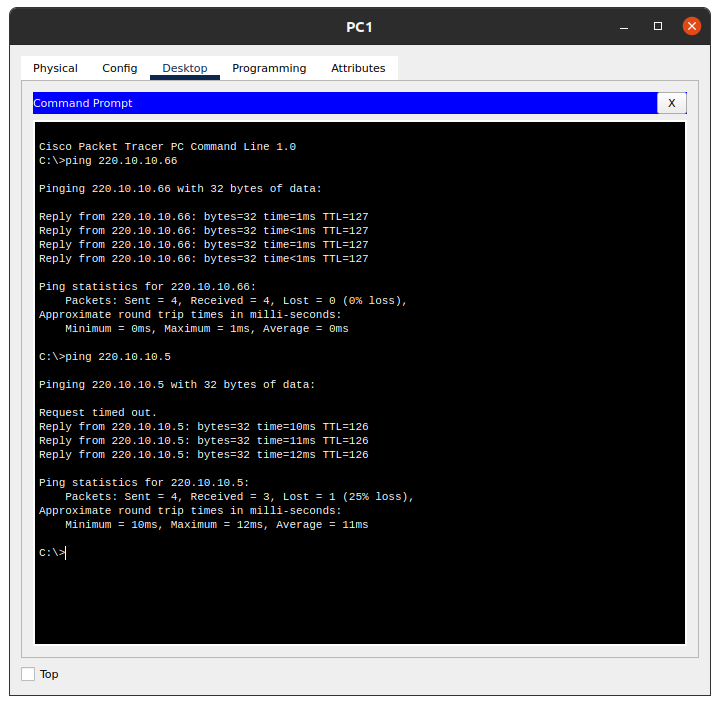 PC1
Physical Config Desktop Programming Attributes
Command Prompt X
Cisco Packet Tracer PC Command Line 1.0
C:\>ping 220.10.10.66
Pinging 220.10.10.66 with 32 bytes of data:
Reply from 220.10.10.66: bytes=32 time=1ms TTL=127
Reply from 220.10.10.66: bytes=32 time<1ms TTL=127
Reply from 220.10.10.66: bytes=32 time=1ms TTL=127
Reply from 220.10.10.66: bytes=32 time<1ms TTL=127
Ping statistics for 220.10.10.66:
    Packets: Sent = 4, Received = 4, Lost = 0 (0% loss),
Approximate round trip times in milli-seconds:
    Minimum = 0ms, Maximum = 1ms, Average = 0ms
C:\>ping 220.10.10.5
Pinging 220.10.10.5 with 32 bytes of data:
Request timed out.
Reply from 220.10.10.5: bytes=32 time=10ms TTL=126
Reply from 220.10.10.5: bytes=32 time=11ms TTL=126
Reply from 220.10.10.5: bytes=32 time=12ms TTL=126
Ping statistics for 220.10.10.5:
    Packets: Sent = 4, Received = 3, Lost = 1 (25% loss),
Approximate round trip times in milli-seconds:
    Minimum = 10ms, Maximum = 12ms, Average = 11ms
C:\>
Top